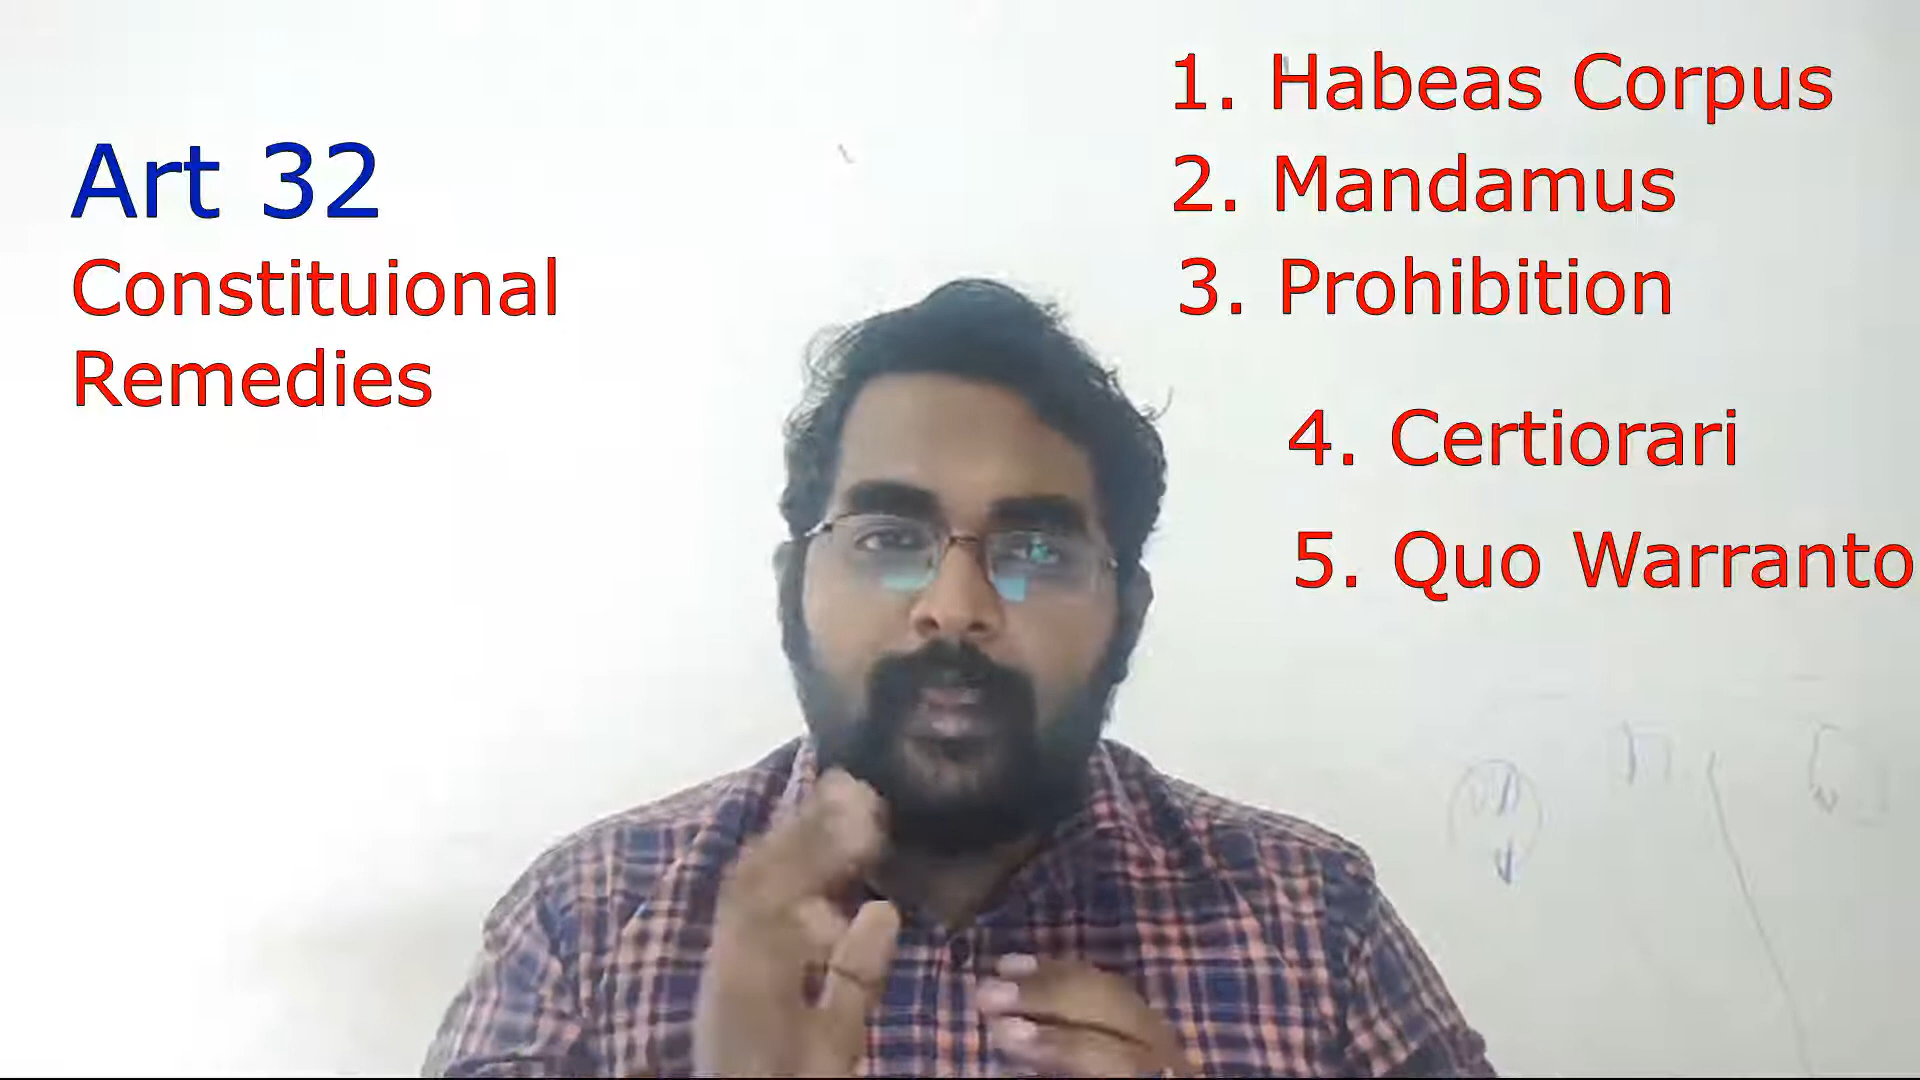 Art 32
Constituional
Remedies
1. Habeas Corpus
2. Mandamus
3. Prohibition
4. Certiorari
5. Quo Warranto